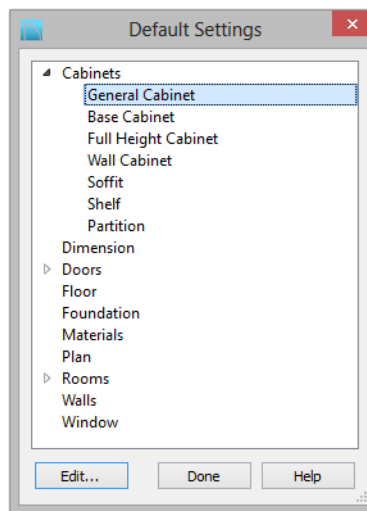 Default Settings
Cabinets
General Cabinet
Base Cabinet
Full Height Cabinet
Wall Cabinet
Soffit
Shelf
Partition
Dimension
Doors
Floor
Foundation
Materials
Plan
Rooms
Walls
Window
Edit... Done Help